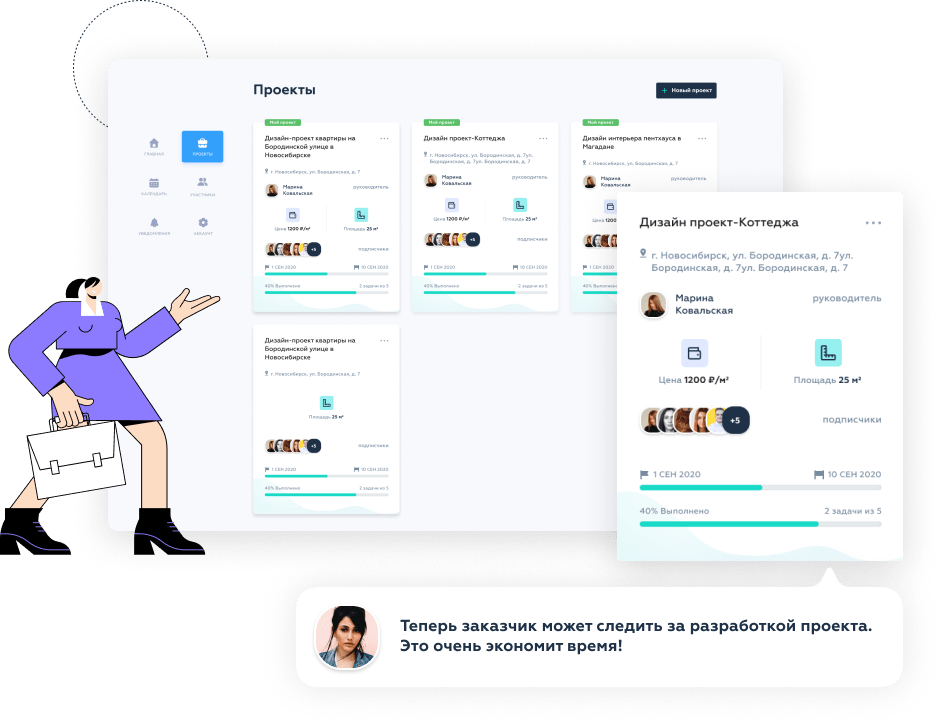 Проекты
+ Новый проект
ГЛАВНАЯ
ПРОЕКТЫ
КАЛЕНДАРЬ
УЧАСТНИКИ
УВЕДОМЛЕНИЯ
АККАУНТ
Мой проект
Дизайн-проект квартиры на
Бородинской улице в
Новосибирске
г. Новосибирск, ул. Бородинская, д. 7
Марина
Ковальская
руководитель
Цена 1200 ₽/м²
Площадь 25 м²
+5
подписчики
1 СЕН 2020
10 СЕН 2020
40% Выполнено
2 задачи из 5
Мой проект
Дизайн проект-Коттеджа
г. Новосибирск, ул. Бородинская, д. 7ул.
Бородинская, д. 7ул. Бородинская, д. 7
Марина
Ковальская
руководитель
Цена 1200 ₽/м²
Площадь 25 м²
+5
подписчики
1 СЕН 2020
10 СЕН 2020
40% Выполнено
2 задачи из 5
Мой проект
Дизайн интерьера пентхауса в
Магадане
г. Новосибирск, ул. Бородинская, д. 7
Марина
Ковальская
руководитель
Цена 1200
1 СЕН 2020
40% Выполнено
Дизайн-проект квартиры на
Бородинской улице в
Новосибирске
г. Новосибирск, ул. Бородинская, д. 7
Площадь 25 м²
+5
подписчики
1 СЕН 2020
10 СЕН 2020
40% Выполнено
2 задачи из 5
Дизайн проект-Коттеджа
г. Новосибирск, ул. Бородинская, д. 7ул.
Бородинская, д. 7ул. Бородинская, д. 7
Марина
Ковальская
руководитель
Цена 1200 ₽/м²
Площадь 25 м²
+5
подписчики
1 СЕН 2020
10 СЕН 2020
40% Выполнено
2 задачи из 5
Теперь заказчик может следить за разработкой проекта.
Это очень экономит время!